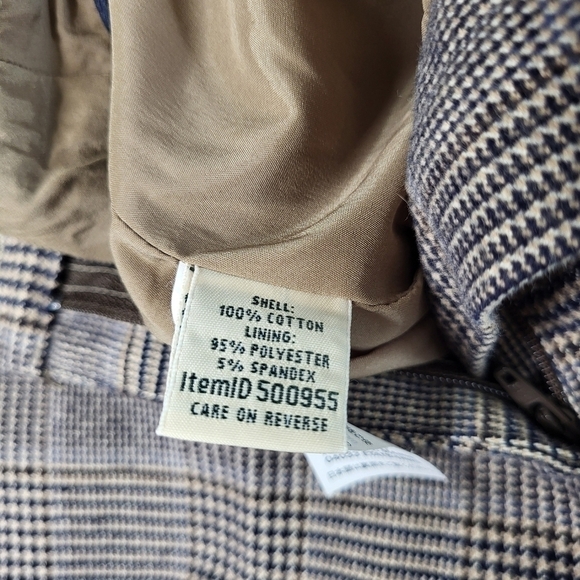 SHELL:
100% COTTON
LINING:
95% POLYESTER
5% SPANDEX
ItemID 500955
CARE ON REVERSE